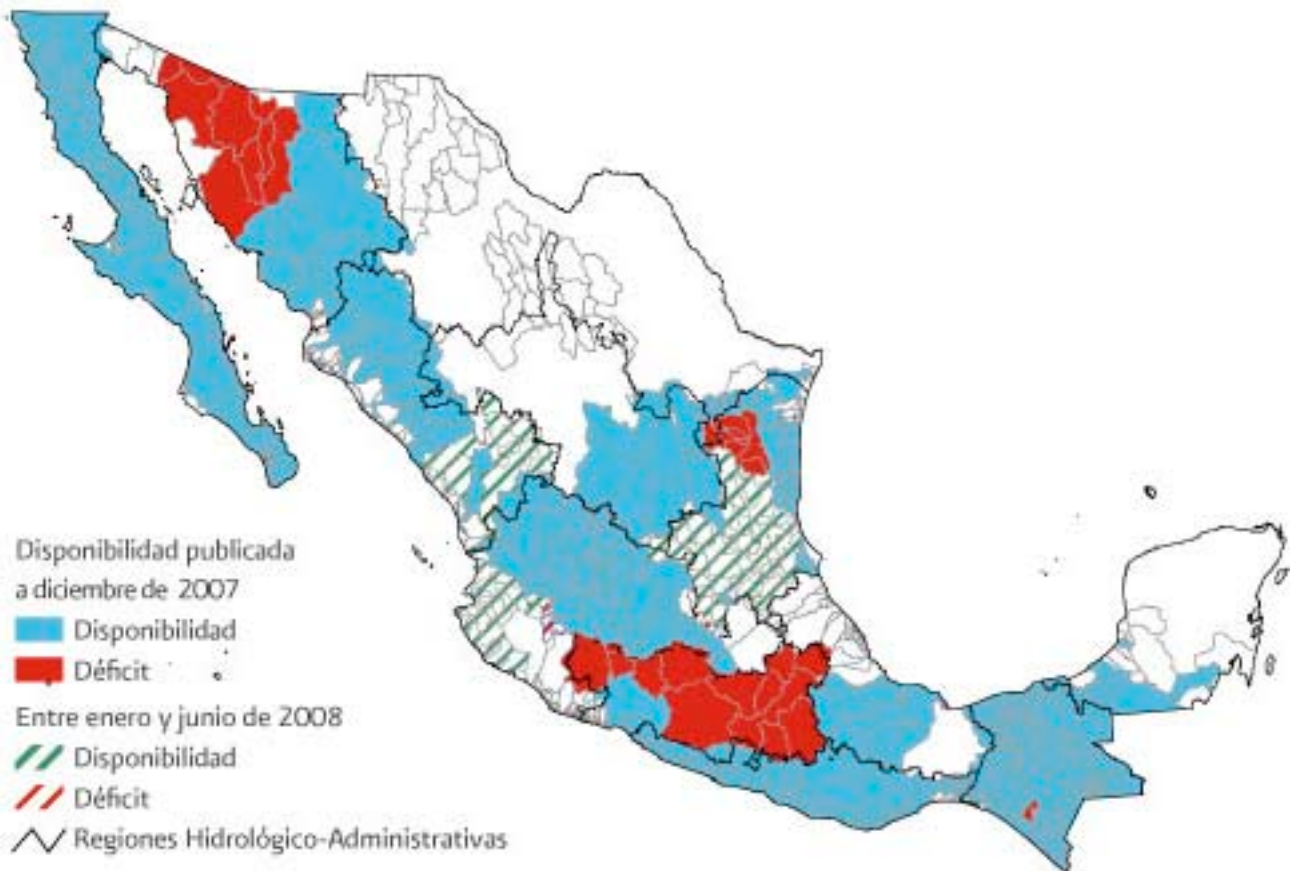 Disponibilidad publicada
a diciembre de 2007
Disponibilidad
Déficit
Entre enero y junio de 2008
Disponibilidad
Déficit
Regiones Hidrológico-Administrativas